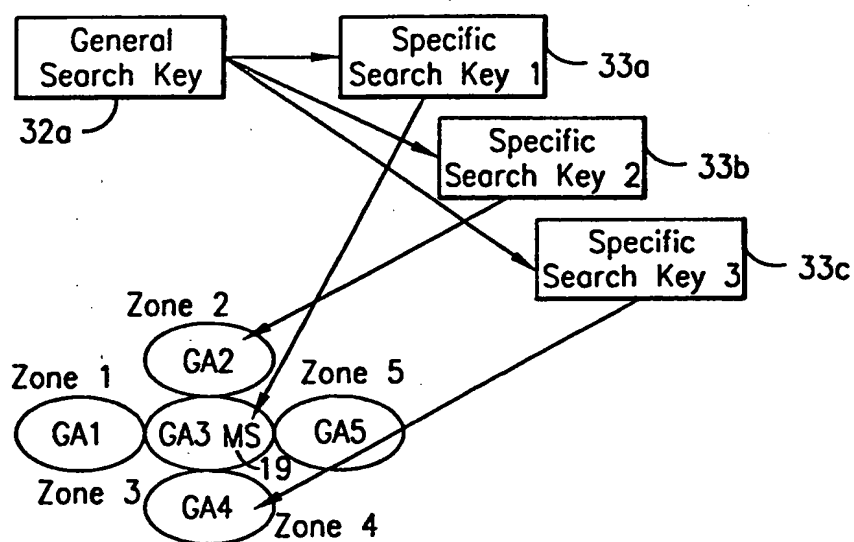 General
Search Key
32a
Specific
Search Key 1
33a
Specific
Search Key 2
33b
Specific
Search Key 3
33c
Zone 2
GA2
Zone 1
GA1
GA3 MS
19
Zone 5
GA5
Zone 3
GA4
Zone 4